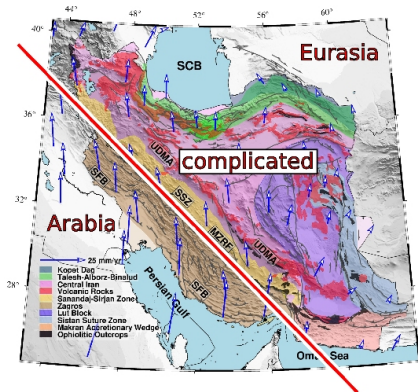 44°
48°
52°
56°
60°
40°
SCB
Eurasia
36°
UDMA
complicated
32°
SFB
SSZ
MZRF
Arabia
UDMA
25 mm/yr
28°
Kopet Dag
Talesh-Alborz-Binalud
Central Iran
Volcanic Rocks
Sanandaj-Sirjan Zone
Zagros
Lut Block
Sistan Suture Zone
Makran Accretionary Wedge
Ophiolitic Outcrops
Persian Gulf
SFB
Oman Sea